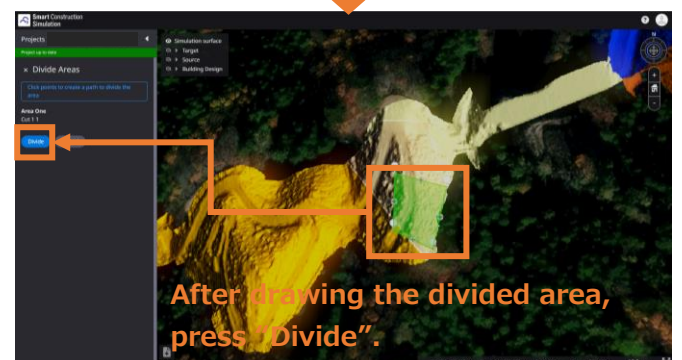 Smart Construction
Simulation
Projects
Project up to date
× Divide Areas
Click points to create a path to divide the
area
Area One
Cut 1 1
Divide
Simulation surface
Target
Source
Building Design
N
After drawing the divided area,
press "Divide".